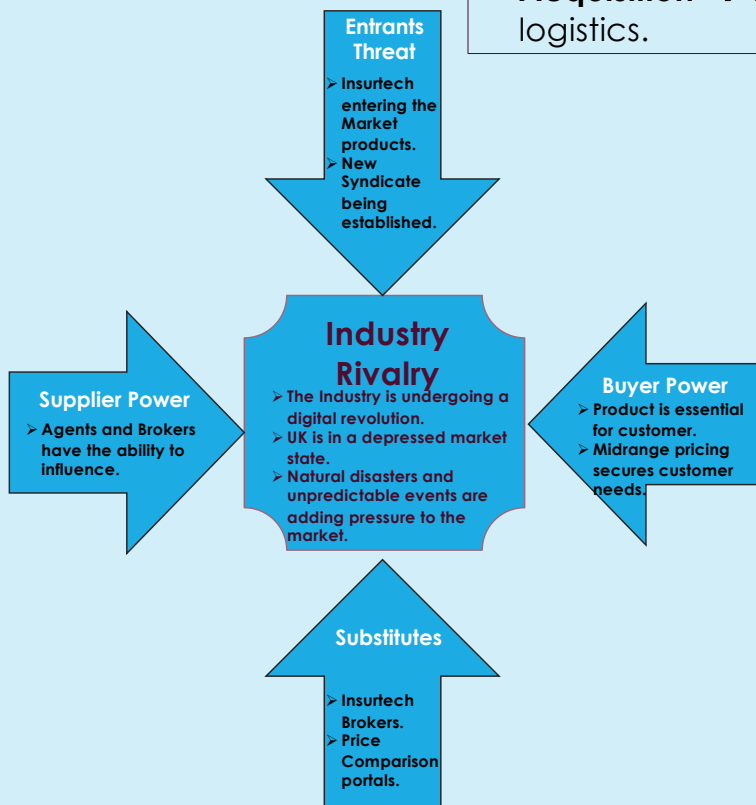 logistics.
Entrants
Threat
➢ Insurtech
entering the
Market
products.
➢ New
Syndicate
being
established.
Industry
Rivalry
➢ The Industry is undergoing a
digital revolution.
➢ UK is in a depressed market
state.
➢ Natural disasters and
unpredictable events are
adding pressure to the
market.
Supplier Power
➢ Agents and Brokers
have the ability to
influence.
Buyer Power
➢ Product is essential
for customer.
➢ Midrange pricing
secures customer
needs.
Substitutes
➢ Insurtech
Brokers.
➢ Price
Comparison
portals.